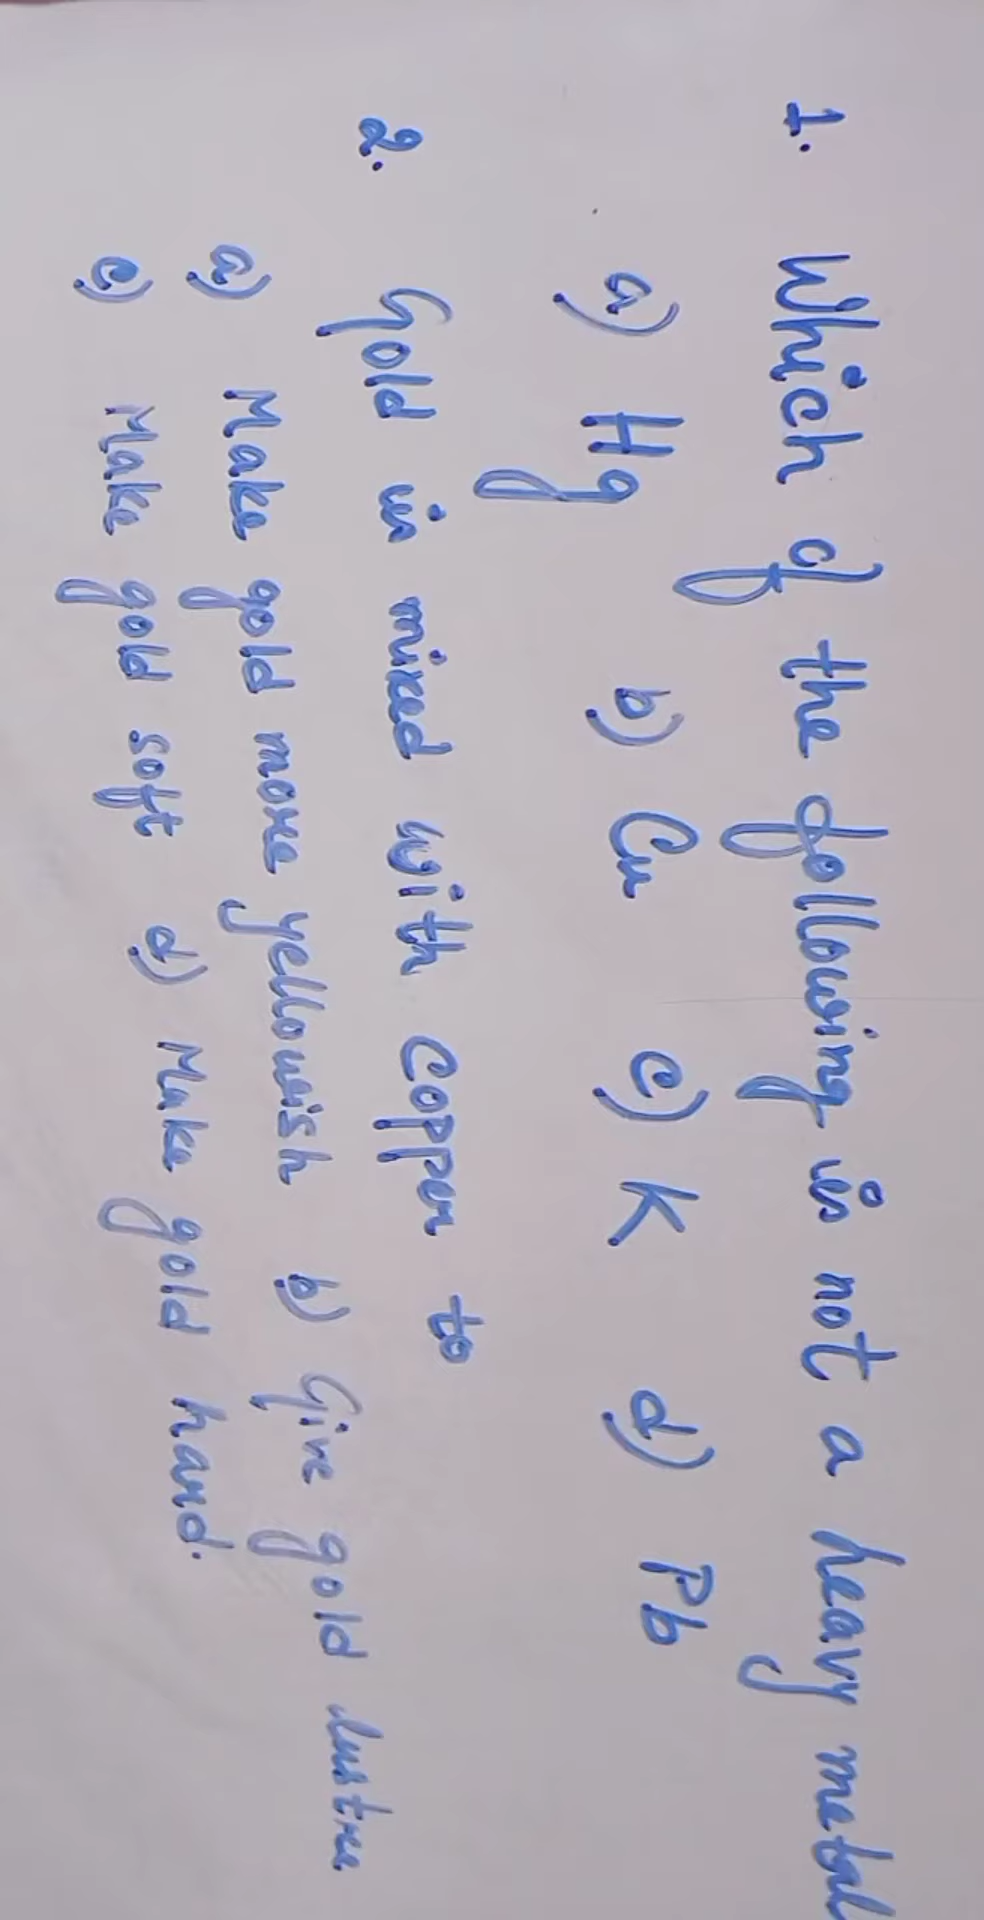 1. Which of the following is not a heavy metal
a) Hg b) Cu c) K d) Pb
2. Gold is mixed with Copper to
a) Make gold more yellowish b) Give gold lustre
c) Make gold soft d) Make gold hard.